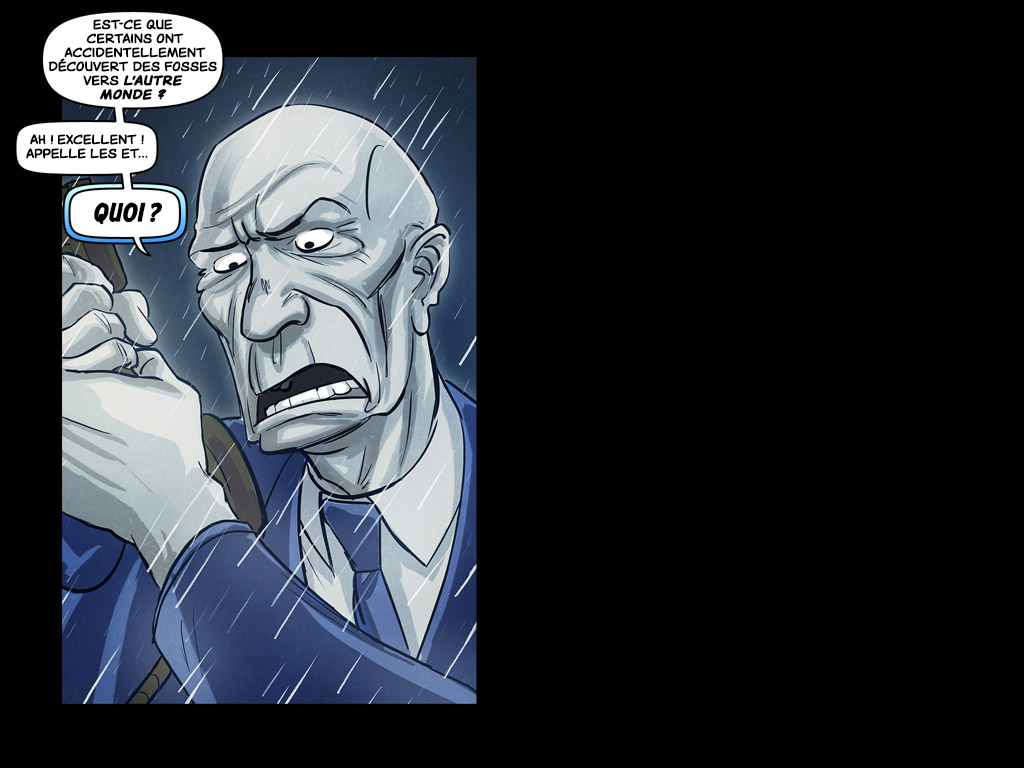 EST-CE QUE
CERTAINS ONT
ACCIDENTELLEMENT
DÉCOUVERT DES FOSSES
VERS L'AUTRE
MONDE ?
AH ! EXCELLENT !
APPELLE LES ET...
QUOI ?